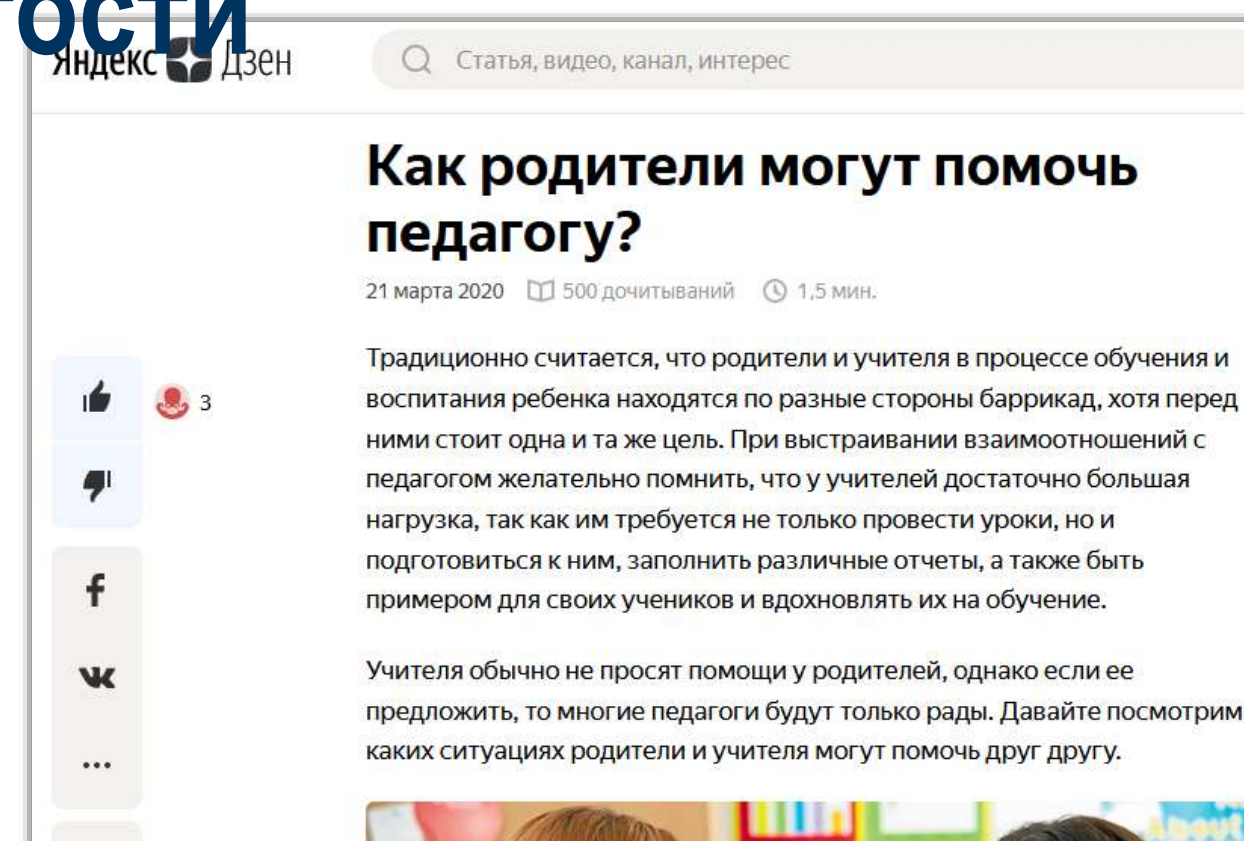 Яндекс Дзен
Статья, видео, канал, интерес
Как родители могут помочь
педагогу?
21 марта 2020 500 дочитываний 1,5 мин.
3
Традиционно считается, что родители и учителя в процессе обучения и
воспитания ребенка находятся по разные стороны баррикад, хотя перед
ними стоит одна и та же цель. При выстраивании взаимоотношений с
педагогом желательно помнить, что у учителей достаточно большая
нагрузка, так как им требуется не только провести уроки, но и
подготовиться к ним, заполнить различные отчеты, а также быть
примером для своих учеников и вдохновлять их на обучение.
Учителя обычно не просят помощи у родителей, однако если ее
предложить, то многие педагоги будут только рады. Давайте посмотрим
каких ситуациях родители и учителя могут помочь друг другу.